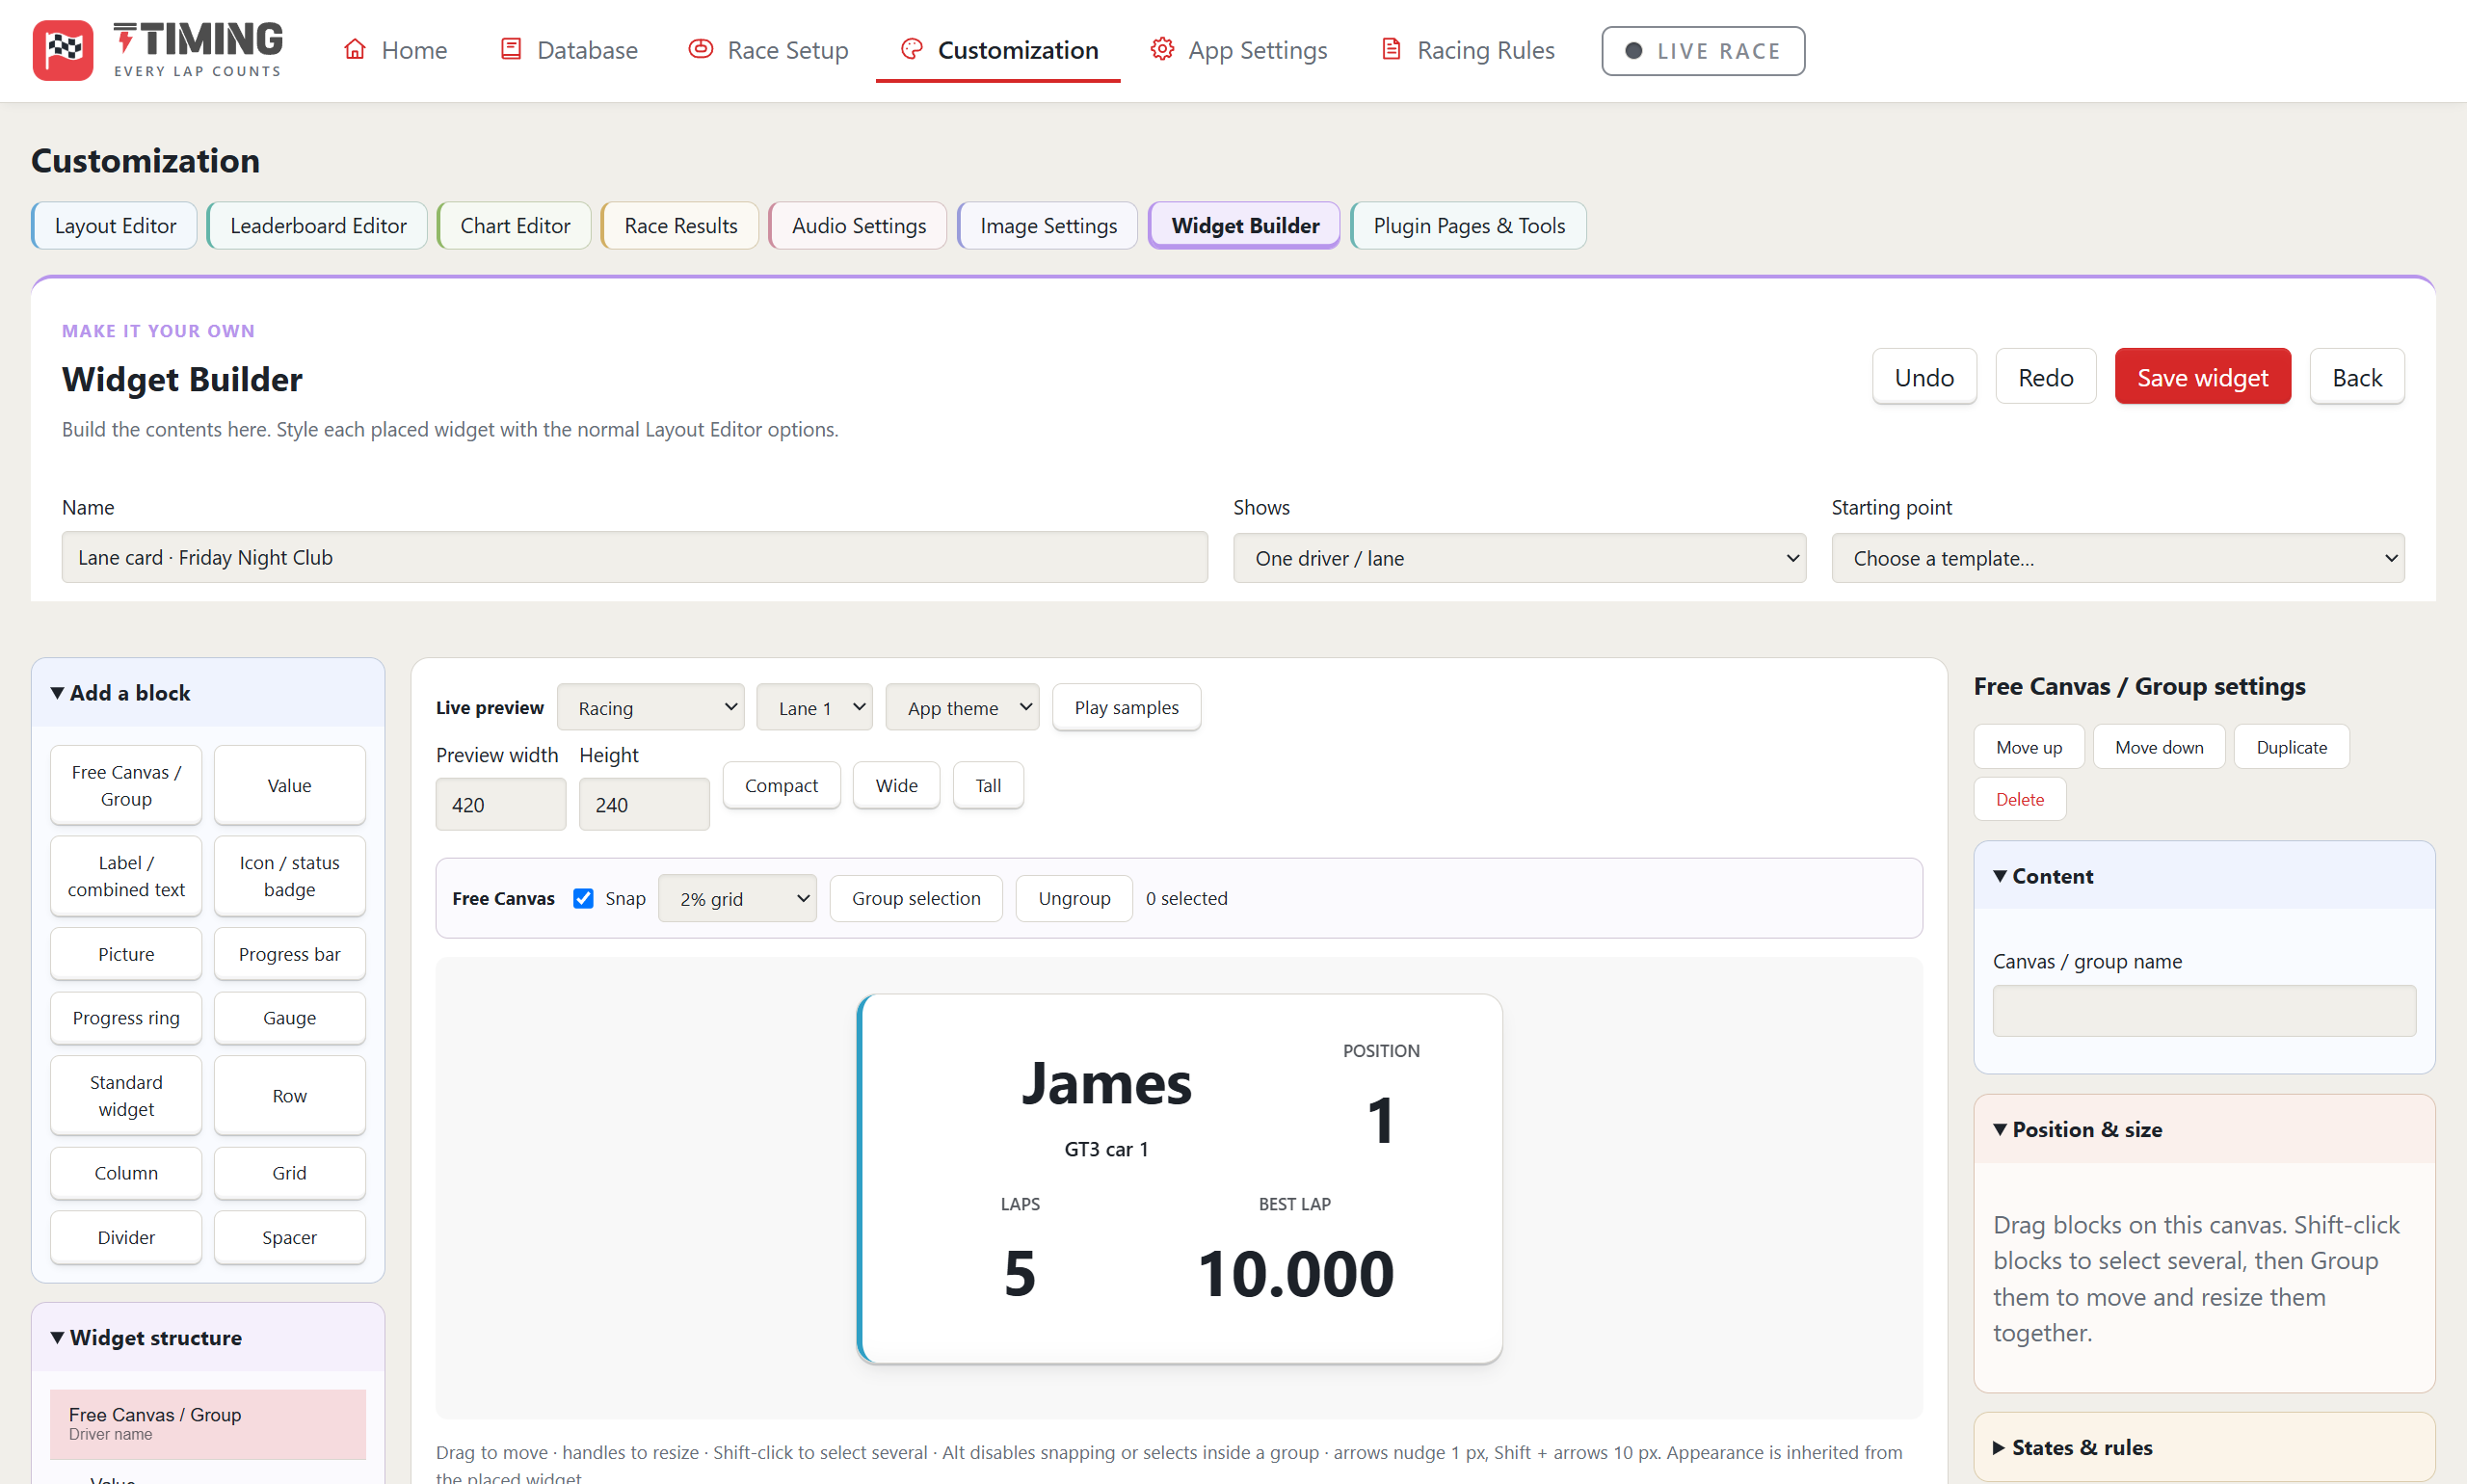 TIMING
EVERY LAP COUNTS
Home
Database
Race Setup
Customization
App Settings
Racing Rules
LIVE RACE
Customization
Layout Editor
Leaderboard Editor
Chart Editor
Race Results
Audio Settings
Image Settings
Widget Builder
Plugin Pages & Tools
MAKE IT YOUR OWN
Widget Builder
Build the contents here. Style each placed widget with the normal Layout Editor options.
Undo
Redo
Save widget
Back
Name
Lane card · Friday Night Club
Shows
One driver / lane
Starting point
Choose a template...
Add a block
Free Canvas /
Group
Value
Label /
combined text
Icon / status
badge
Picture
Progress bar
Progress ring
Gauge
Standard
widget
Row
Column
Grid
Divider
Spacer
Widget structure
Free Canvas / Group
Driver name
Value
Live preview
Racing
Lane 1
App theme
Play samples
Preview width
Height
420
240
Compact
Wide
Tall
Free Canvas
Snap
2% grid
Group selection
Ungroup
0 selected
James
GT3 car 1
POSITION
1
LAPS
5
BEST LAP
10.000
Drag to move · handles to resize · Shift-click to select several · Alt disables snapping or selects inside a group · arrows nudge 1 px, Shift + arrows 10 px. Appearance is inherited from
the placed widget.
Free Canvas / Group settings
Move up
Move down
Duplicate
Delete
Content
Canvas / group name
Position & size
Drag blocks on this canvas. Shift-click
blocks to select several, then Group
them to move and resize them
together.
States & rules